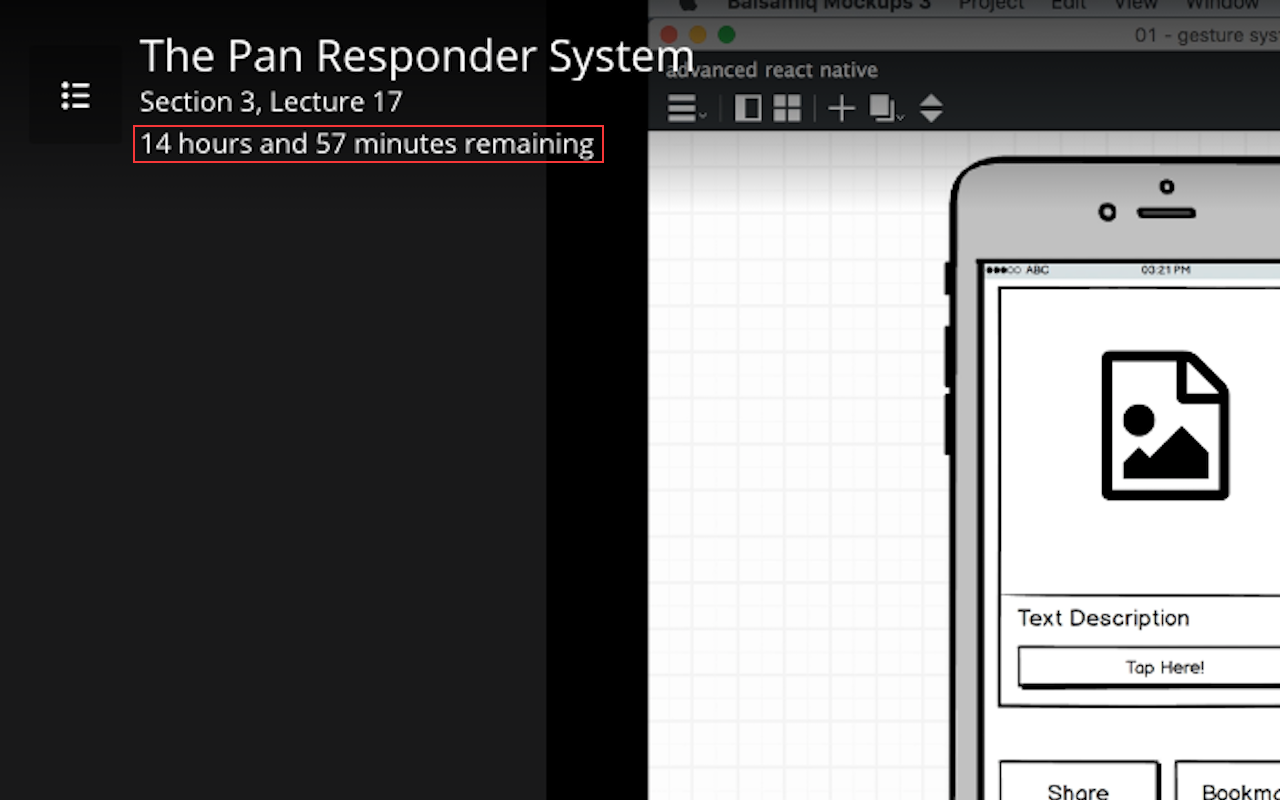 Balsamiq Mockups 3 Project Edit View Window
The Pan Responder System
01 - gesture sys
advanced react native
Section 3, Lecture 17
14 hours and 57 minutes remaining
ABC 03:21 PM
Text Description
Tap Here!
Share
Bookma